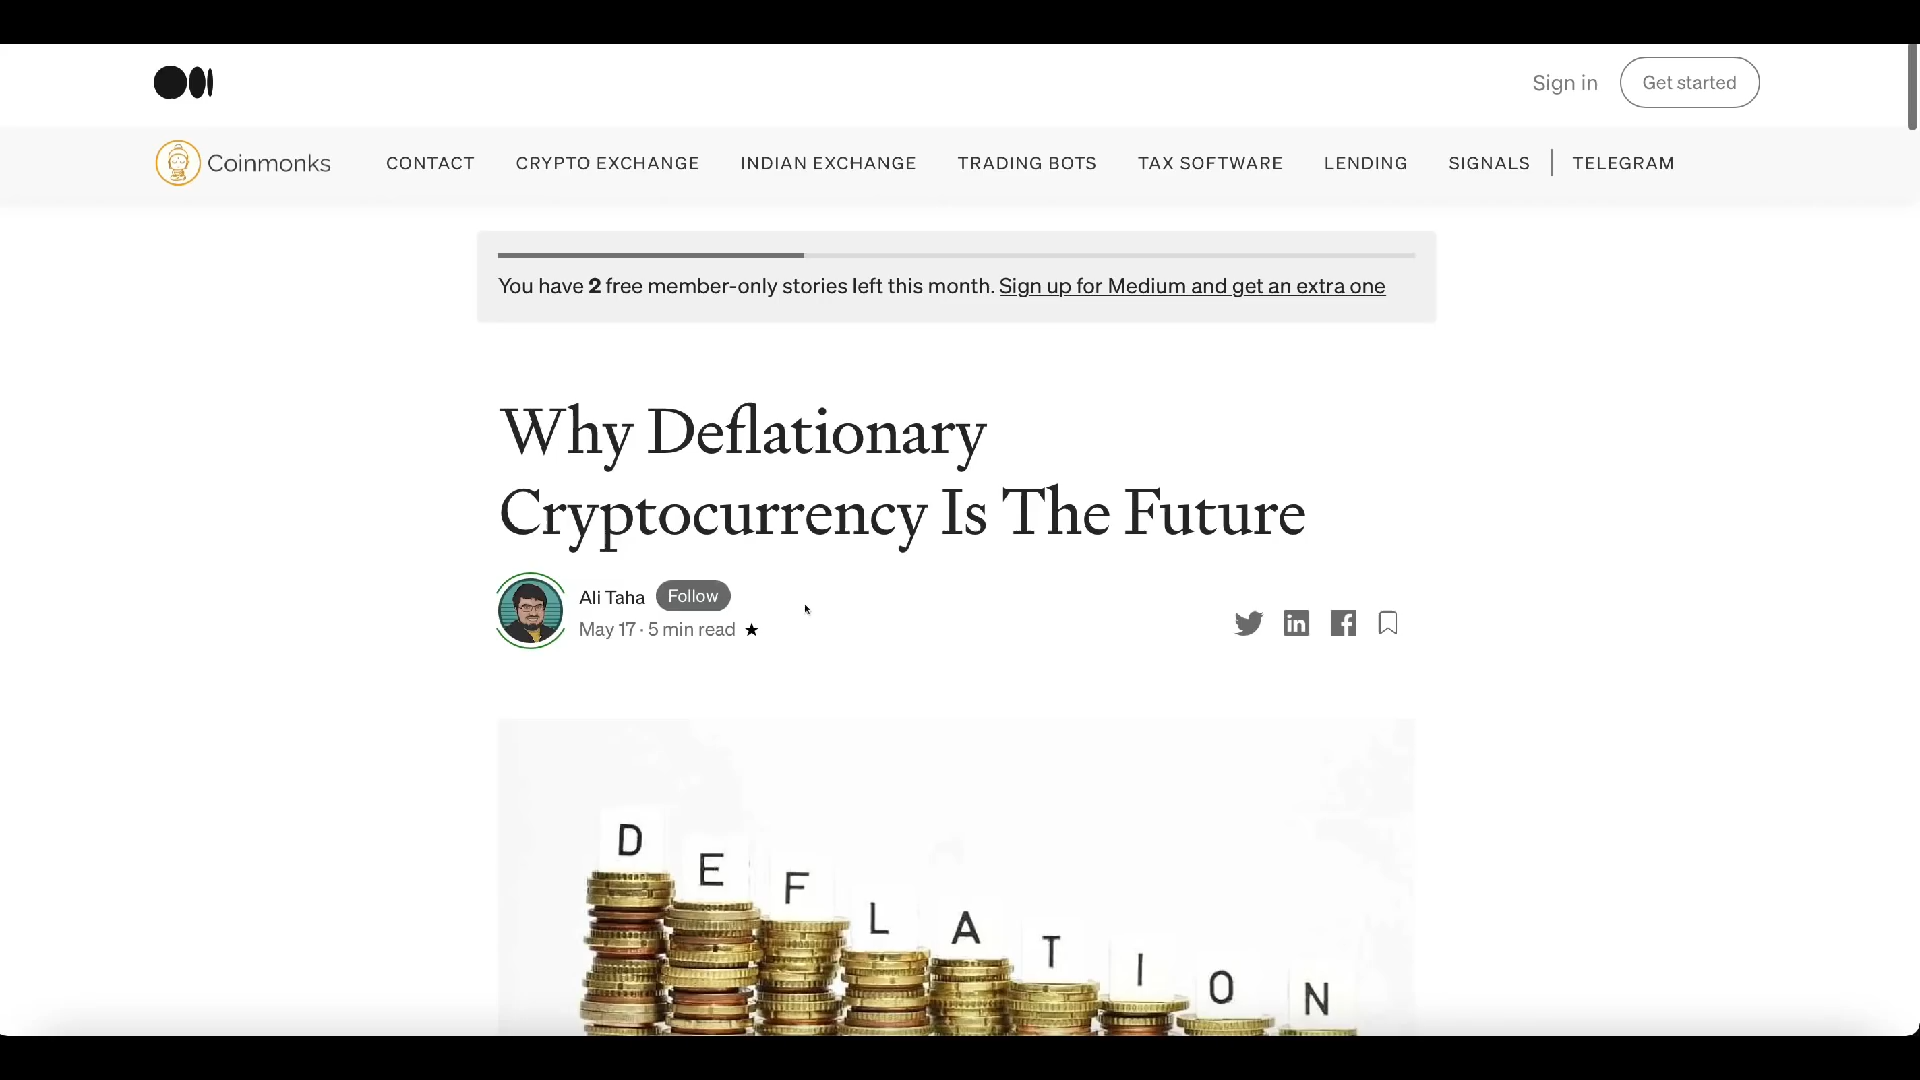 Sign in
Get started
Coinmonks CONTACT CRYPTO EXCHANGE INDIAN EXCHANGE TRADING BOTS TAX SOFTWARE LENDING SIGNALS TELEGRAM
You have 2 free member-only stories left this month. Sign up for Medium and get an extra one
Why Deflationary
Cryptocurrency Is The Future
Ali Taha Follow
May 17 · 5 min read ★
DEFLATION